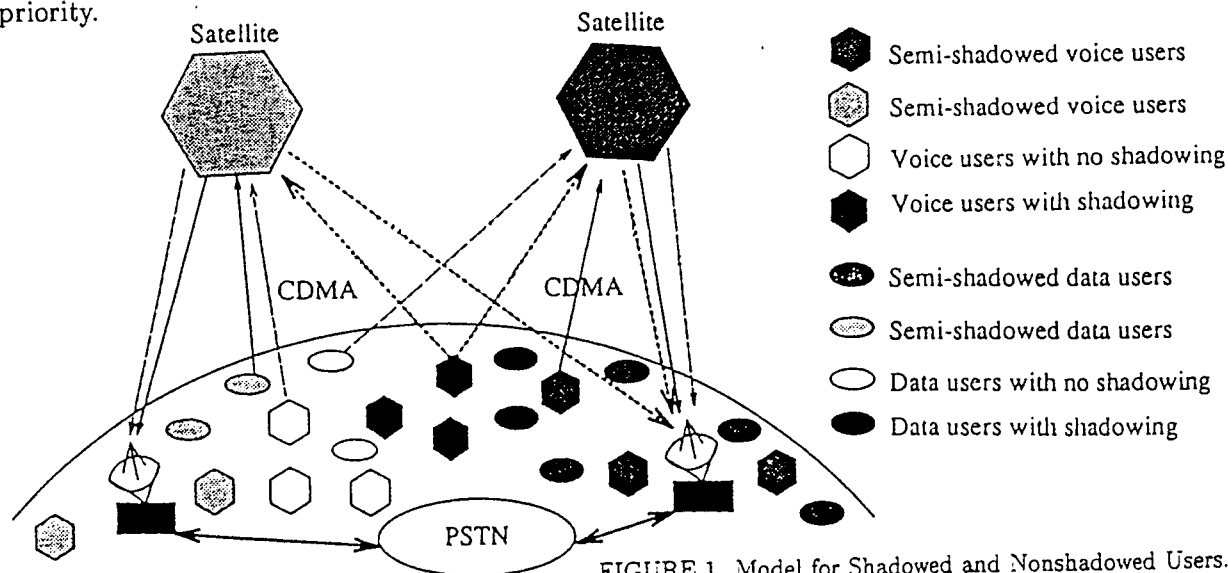 priority.
Satellite
Satellite
Semi-shadowed voice users
Semi-shadowed voice users
Voice users with no shadowing
Voice users with shadowing
Semi-shadowed data users
Semi-shadowed data users
Data users with no shadowing
Data users with shadowing
CDMA
CDMA
PSTN
FIGURE 1. Model for Shadowed and Nonshadowed Users.